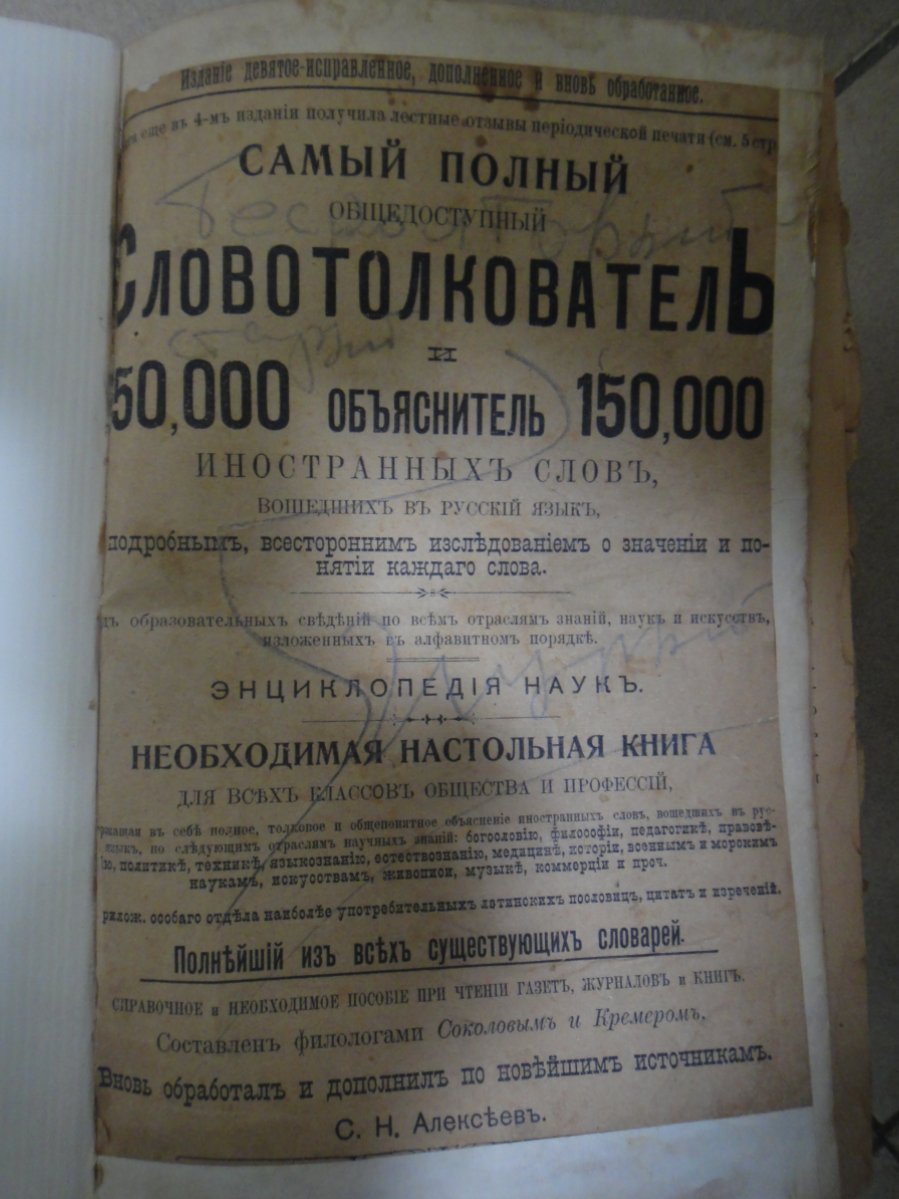 Изданіе девятое-исправленное, дополненное и вновь обработанное.
еще въ 4-мъ изданіи получила лестные отзывы періодической печати (см. 5 стр
САМЫЙ ПОЛНЫЙ
ОБЩЕДОСТУПНЫЙ
СЛОВОТОЛКОВАТЕЛЬ
И
50,000 ОБЪЯСНИТЕЛЬ 150,000
ИНОСТРАННЫХЪ СЛОВЪ,
ВОШЕДШИХЪ ВЪ РУССКІЙ ЯЗЫКЪ,
подробнымъ, всестороннимъ изслѣдованіемъ о значеніи и по-
нятіи каждаго слова.
образовательныхъ свѣдѣній по всѣмъ отраслямъ знаній, наукъ и искусствъ,
изложенныхъ въ алфавитномъ порядкѣ.
ЭНЦИКЛОПЕДІЯ НАУКЪ.
НЕОБХОДИМАЯ НАСТОЛЬНАЯ КНИГА
ДЛЯ ВСѢХЪ КЛАССОВЪ ОБЩЕСТВА И ПРОФЕССІЙ,
ржащая въ себѣ полное, толковое и общепонятное объясненіе иностранныхъ словъ, вошедшихъ въ рус-
языкъ, по слѣдующимъ отраслямъ научныхъ знаній: богословію, философіи, педагогикѣ, правовѣ-
ю, политикѣ, техникѣ, языкознанію, естествознанію, медицинѣ, исторіи, военнымъ и морскимъ
наукамъ, искусствамъ, живописи, музыкѣ, коммерціи и проч.
рилож. особаго отдѣла наиболѣе употребительныхъ латинскихъ пословицъ, цитатъ и изреченій.
Полнѣйшій изъ всѣхъ существующихъ словарей.
СПРАВОЧНОЕ и НЕОБХОДИМОЕ ПОСОБІЕ ПРИ ЧТЕНІИ ГАЗЕТЪ, ЖУРНАЛОВЪ и КНИГЪ.
Составленъ филологами Соколовымъ и Кремеромъ.
Вновь обработалъ и дополнилъ по новѣйшимъ источникамъ.
С. Н. Алексѣевъ.